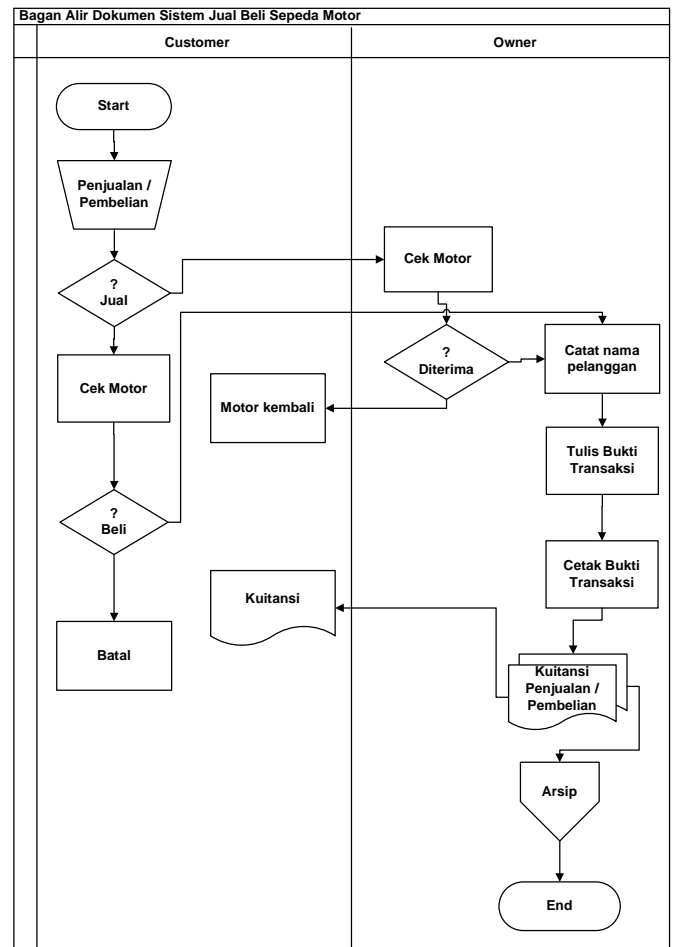 Bagan Alir Dokumen Sistem Jual Beli Sepeda Motor
Customer
Owner
Start
Penjualan /
Pembelian
?
Jual
Cek Motor
Cek Motor
?
Diterima
Catat nama
pelanggan
Motor kembali
Tulis Bukti
Transaksi
?
Beli
Cetak Bukti
Transaksi
Kuitansi
Batal
Kuitansi
Penjualan /
Pembelian
Arsip
End